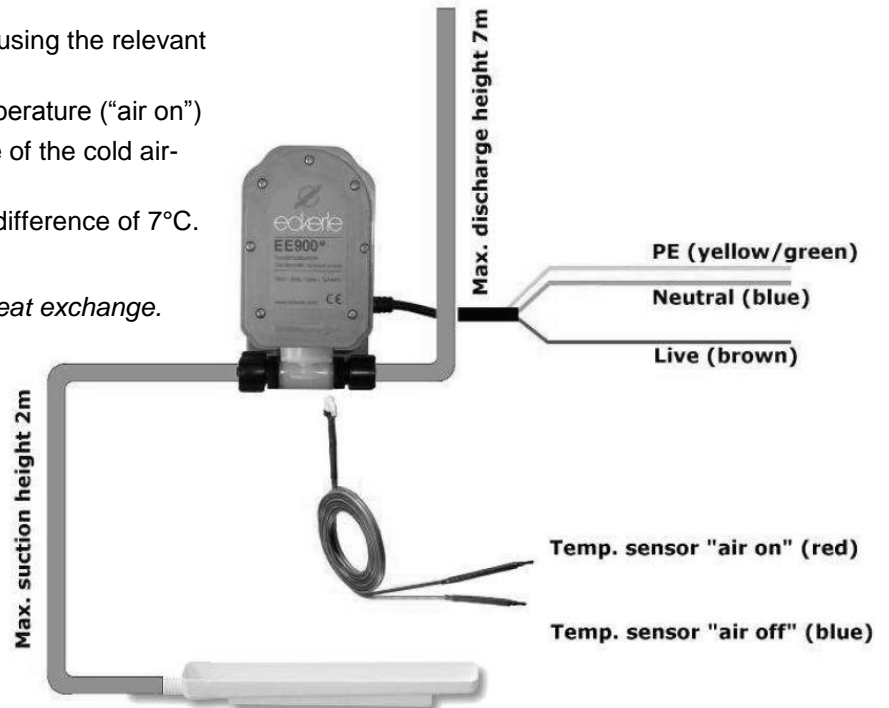 using the relevant
perature (“air on”)
e of the cold air-
difference of 7°C.
eat exchange.
Max. discharge height 7m
eckerle
EE900
CE
PE (yellow/green)
Neutral (blue)
Live (brown)
Max. suction height 2m
Temp. sensor "air on" (red)
Temp. sensor "air off" (blue)